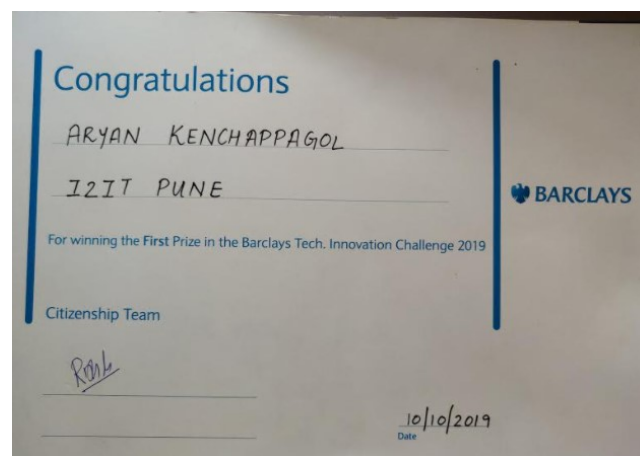 Congratulations
ARYAN KENCHAPPAGOL
I2IT PUNE
BARCLAYS
For winning the First Prize in the Barclays Tech. Innovation Challenge 2019
Citizenship Team
10/10/2019
Date